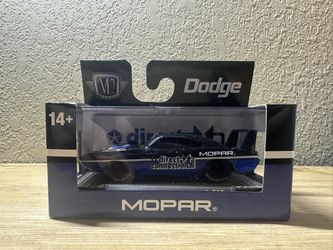 M2
Dodge
14+
direct
MOPAR
direct
CONNECTION
MOPAR®